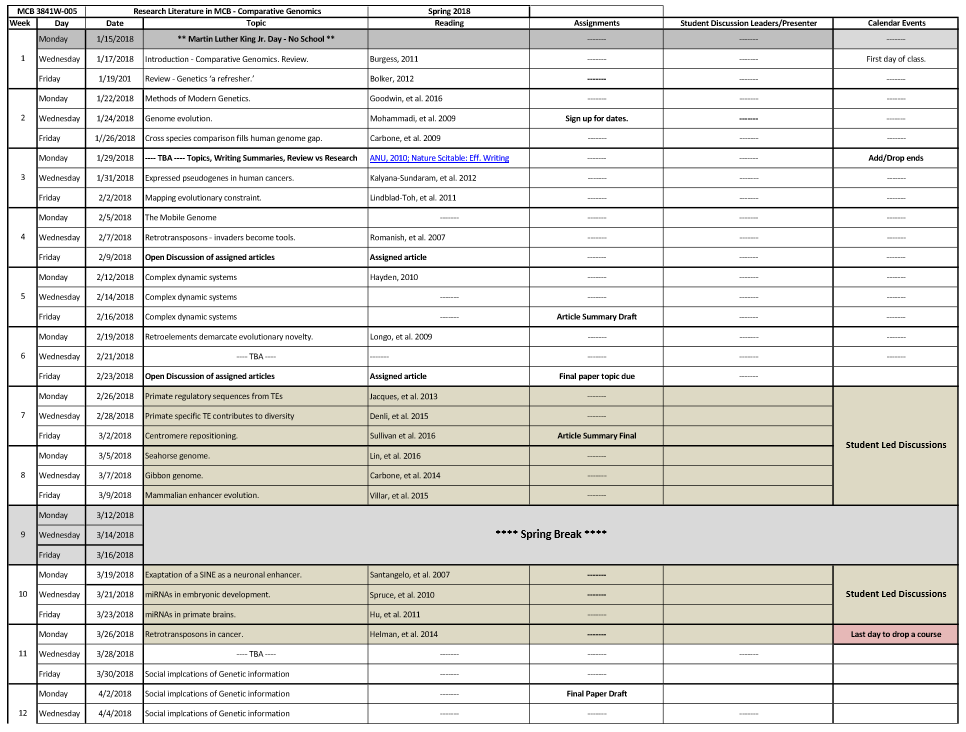 MCB 3841W-005 Research Literature in MCB - Comparative Genomics Spring 2018
Week Day Date Topic Reading Assignments Student Discussion Leaders/Presenter Calendar Events
Monday 1/15/2018 ** Martin Luther King Jr. Day - No School ** ------- ------- -------
1 Wednesday 1/17/2018 Introduction - Comparative Genomics. Review. Burgess, 2011 ------- ------- First day of class.
Friday 1/19/201 Review - Genetics 'a refresher.' Bolker, 2012 ------- ------- -------
Monday 1/22/2018 Methods of Modern Genetics. Goodwin, et al. 2016 ------- ------- -------
2 Wednesday 1/24/2018 Genome evolution. Mohammadi, et al. 2009 Sign up for dates. ------- -------
Friday 1//26/2018 Cross species comparison fills human genome gap. Carbone, et al. 2009 ------- ------- -------
Monday 1/29/2018 ---- TBA ---- Topics, Writing Summaries, Review vs Research ANU, 2010; Nature Scitable: Eff. Writing ------- ------- Add/Drop ends
3 Wednesday 1/31/2018 Expressed pseudogenes in human cancers. Kalyana-Sundaram, et al. 2012 ------- ------- -------
Friday 2/2/2018 Mapping evolutionary constraint. Lindblad-Toh, et al. 2011 ------- ------- -------
Monday 2/5/2018 The Mobile Genome ------- ------- ------- -------
4 Wednesday 2/7/2018 Retrotransposons - invaders become tools. Romanish, et al. 2007 ------- ------- -------
Friday 2/9/2018 Open Discussion of assigned articles Assigned article ------- ------- -------
Monday 2/12/2018 Complex dynamic systems Hayden, 2010 ------- ------- -------
5 Wednesday 2/14/2018 Complex dynamic systems ------- ------- ------- -------
Friday 2/16/2018 Complex dynamic systems ------- Article Summary Draft ------- -------
Monday 2/19/2018 Retroelements demarcate evolutionary novelty. Longo, et al. 2009 ------- ------- -------
6 Wednesday 2/21/2018 ---- TBA ---- ------- ------- ------- -------
Friday 2/23/2018 Open Discussion of assigned articles Assigned article Final paper topic due -------
Monday 2/26/2018 Primate regulatory sequences from TEs Jacques, et al. 2013 -------
7 Wednesday 2/28/2018 Primate specific TE contributes to diversity Denli, et al. 2015 -------
Friday 3/2/2018 Centromere repositioning. Sullivan et al. 2016 Article Summary Final
Student Led Discussions
Monday 3/5/2018 Seahorse genome. Lin, et al. 2016 -------
8 Wednesday 3/7/2018 Gibbon genome. Carbone, et al. 2014 -------
Friday 3/9/2018 Mammalian enhancer evolution. Villar, et al. 2015 -------
Monday 3/12/2018
9 Wednesday 3/14/2018 **** Spring Break ****
Friday 3/16/2018
Monday 3/19/2018 Exaptation of a SINE as a neuronal enhancer. Santangelo, et al. 2007 -------
10 Wednesday 3/21/2018 miRNAs in embryonic development. Spruce, et al. 2010 ------- Student Led Discussions
Friday 3/23/2018 miRNAs in primate brains. Hu, et al. 2011 -------
Monday 3/26/2018 Retrotransposons in cancer. Helman, et al. 2014 ------- Last day to drop a course
11 Wednesday 3/28/2018 ---- TBA ---- ------- ------- -------
Friday 3/30/2018 Social implcations of Genetic information ------- -------
Monday 4/2/2018 Social implcations of Genetic information ------- Final Paper Draft
12 Wednesday 4/4/2018 Social implcations of Genetic information ------- ------- -------